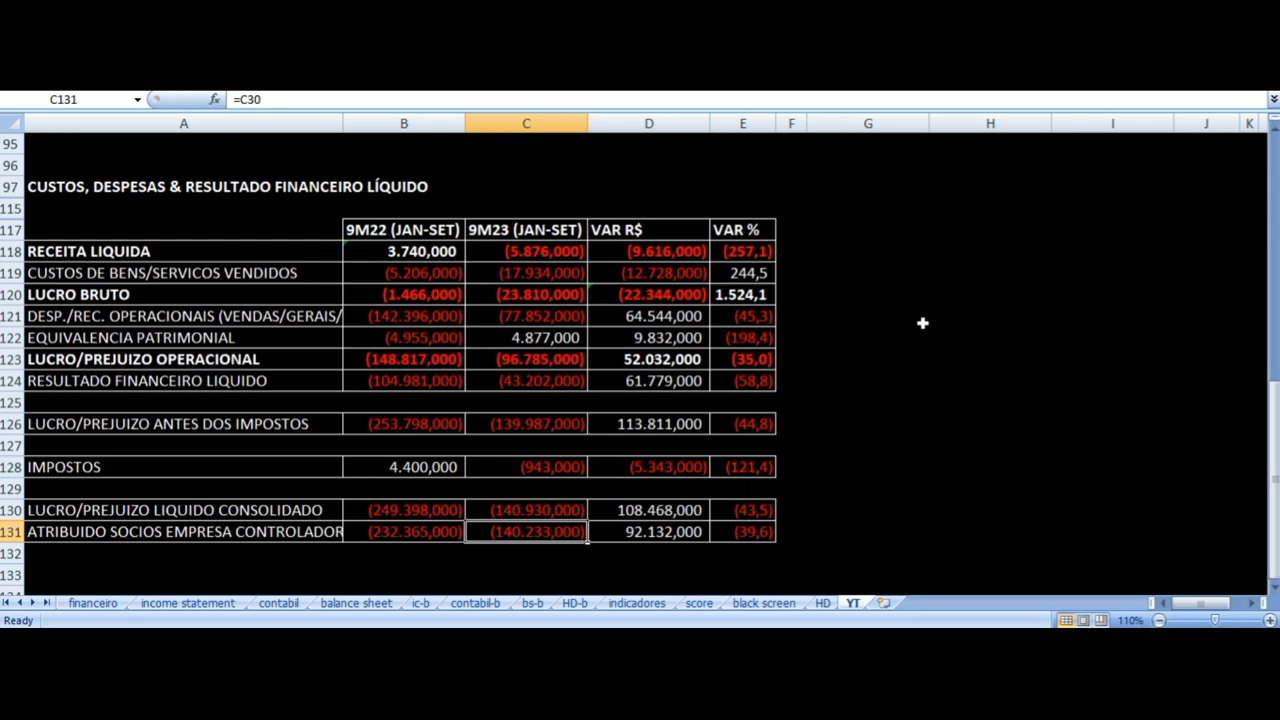 C131 fx =C30
A B C D E F G H I J K
95
96
97 CUSTOS, DESPESAS & RESULTADO FINANCEIRO LÍQUIDO
115
117 9M22 (JAN-SET) 9M23 (JAN-SET) VAR R$ VAR %
118 RECEITA LIQUIDA 3.740,000 (5.876,000) (9.616,000) (257,1)
119 CUSTOS DE BENS/SERVICOS VENDIDOS (5.206,000) (17.934,000) (12.728,000) 244,5
120 LUCRO BRUTO (1.466,000) (23.810,000) (22.344,000) 1.524,1
121 DESP./REC. OPERACIONAIS (VENDAS/GERAIS/ (142.396,000) (77.852,000) 64.544,000 (45,3)
122 EQUIVALENCIA PATRIMONIAL (4.955,000) 4.877,000 9.832,000 (198,4)
123 LUCRO/PREJUIZO OPERACIONAL (148.817,000) (96.785,000) 52.032,000 (35,0)
124 RESULTADO FINANCEIRO LIQUIDO (104.981,000) (43.202,000) 61.779,000 (58,8)
125
126 LUCRO/PREJUIZO ANTES DOS IMPOSTOS (253.798,000) (139.987,000) 113.811,000 (44,8)
127
128 IMPOSTOS 4.400,000 (943,000) (5.343,000) (121,4)
129
130 LUCRO/PREJUIZO LIQUIDO CONSOLIDADO (249.398,000) (140.930,000) 108.468,000 (43,5)
131 ATRIBUIDO SOCIOS EMPRESA CONTROLADOR (232.365,000) (140.233,000) 92.132,000 (39,6)
132
133
financeiro income statement contabil balance sheet ic-b contabil-b bs-b HD-b indicadores score black screen HD YT
Ready 110%